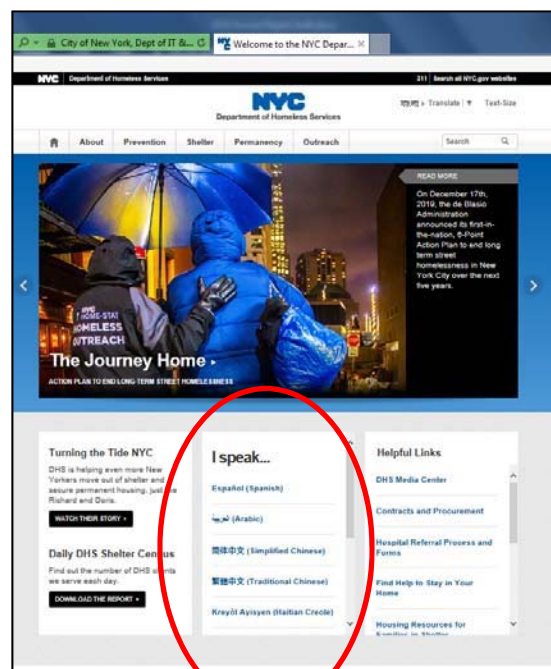 City of New York, Dept of IT &...
Welcome to the NYC Depar...
NYC Department of Homeless Services
311 Search all NYC.gov websites
NYC
Department of Homeless Services
Translate | ▼ Text-Size
About Prevention Shelter Permanency Outreach
Search
READ MORE
On December 17th,
2019, the de Blasio
Administration
announced its first-in-
the-nation, 6-Point
Action Plan to end long
term street
homelessness in New
York City over the next
five years.
NYC
HOME-STAT
HOMELESS
OUTREACH
The Journey Home
ACTION PLAN TO END LONG-TERM STREET HOMELESSNESS
Turning the Tide NYC
DHS is helping even more New
Yorkers move out of shelter and
secure permanent housing, just like
Richard and Doris.
WATCH THEIR STORY
Daily DHS Shelter Census
Find out the number of DHS clients
we serve each day.
DOWNLOAD THE REPORT
I speak...
Español (Spanish)
العربية (Arabic)
简体中文 (Simplified Chinese)
繁體中文 (Traditional Chinese)
Kreyòl Ayisyen (Haitian Creole)
Helpful Links
DHS Media Center
Contracts and Procurement
Hospital Referral Process and
Forms
Find Help to Stay in Your
Home
Housing Resources for
Families in Shelter